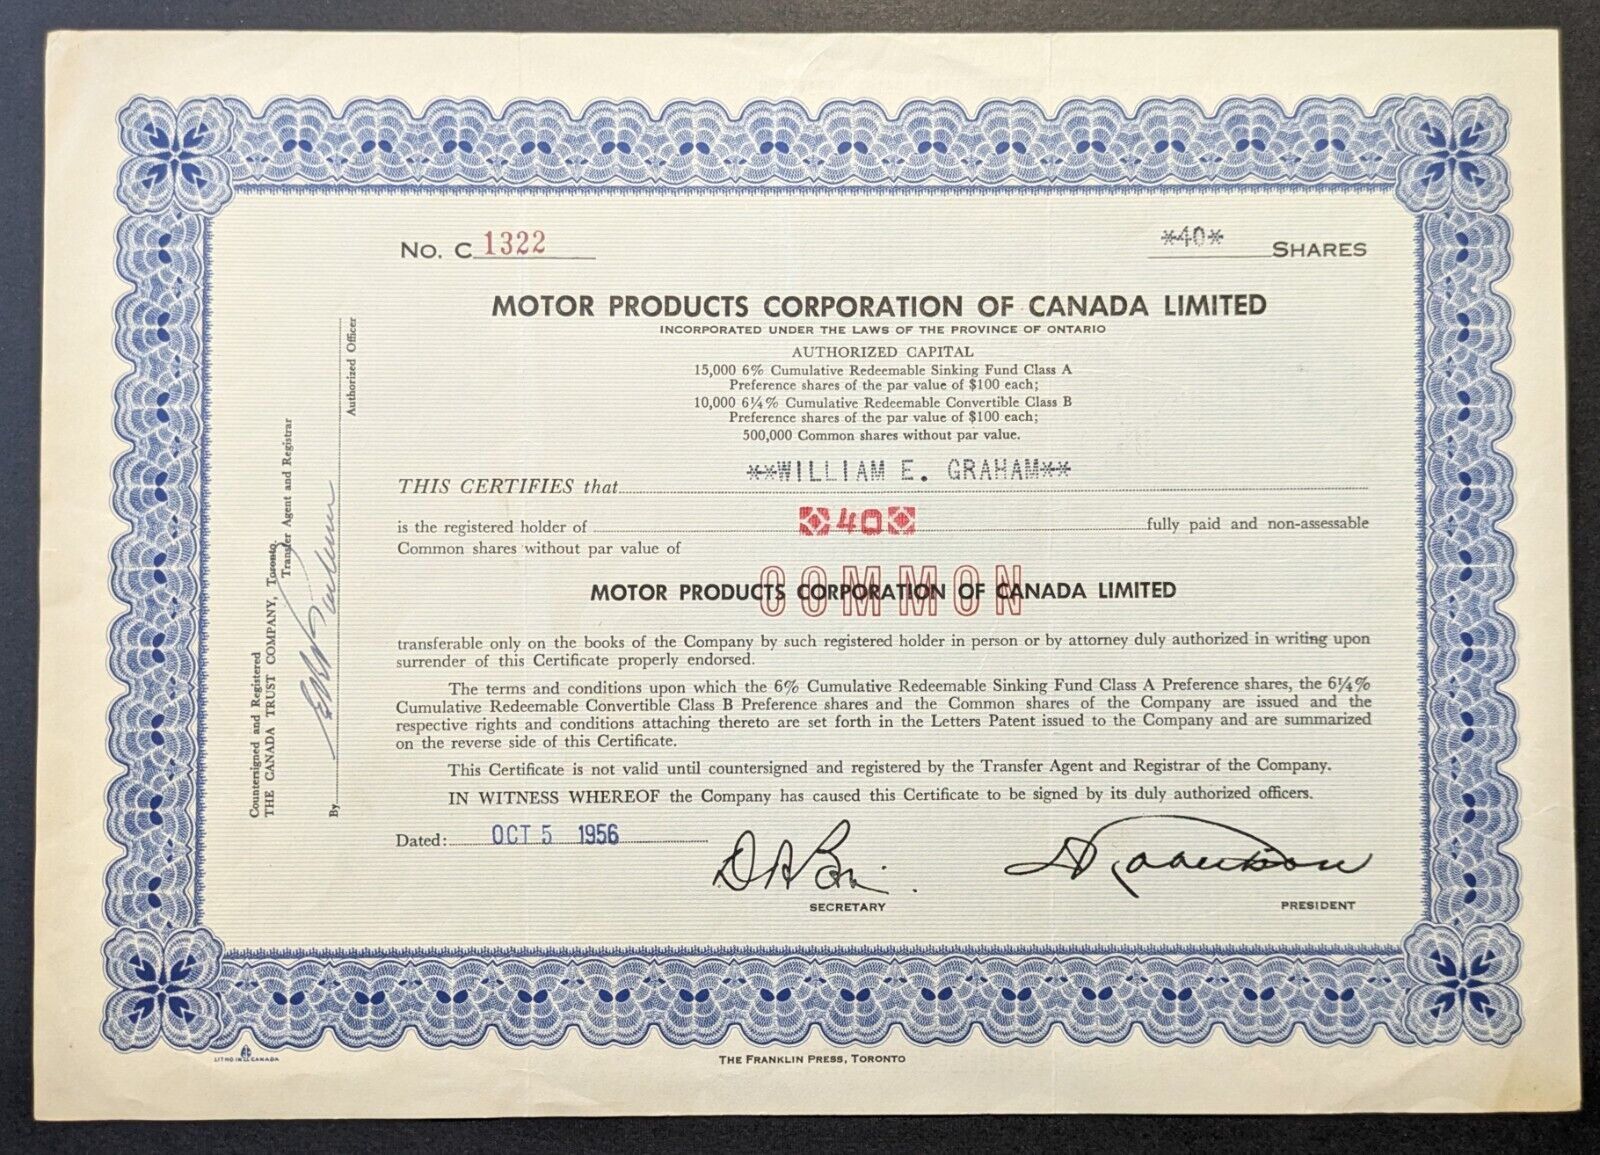 No. C 1322
*40* SHARES
MOTOR PRODUCTS CORPORATION OF CANADA LIMITED
INCORPORATED UNDER THE LAWS OF THE PROVINCE OF ONTARIO
AUTHORIZED CAPITAL
15,000 6% Cumulative Redeemable Sinking Fund Class A
Preference shares of the par value of $100 each;
10,000 6¼% Cumulative Redeemable Convertible Class B
Preference shares of the par value of $100 each;
500,000 Common shares without par value.
THIS CERTIFIES that **WILLIAM E. GRAHAM**
is the registered holder of 40 fully paid and non-assessable
Common shares without par value of
COMMON
MOTOR PRODUCTS CORPORATION OF CANADA LIMITED
transferable only on the books of the Company by such registered holder in person or by attorney duly authorized in writing upon
surrender of this Certificate properly endorsed.
The terms and conditions upon which the 6% Cumulative Redeemable Sinking Fund Class A Preference shares, the 6¼%
Cumulative Redeemable Convertible Class B Preference shares and the Common shares of the Company are issued and the
respective rights and conditions attaching thereto are set forth in the Letters Patent issued to the Company and are summarized
on the reverse side of this Certificate.
This Certificate is not valid until countersigned and registered by the Transfer Agent and Registrar of the Company.
IN WITNESS WHEREOF the Company has caused this Certificate to be signed by its duly authorized officers.
Dated: OCT 5 1956
SECRETARY
PRESIDENT
Countersigned and Registered
THE CANADA TRUST COMPANY, Toronto.
Transfer Agent and Registrar
By
Authorized Officer
LITHO IN CANADA
THE FRANKLIN PRESS, TORONTO